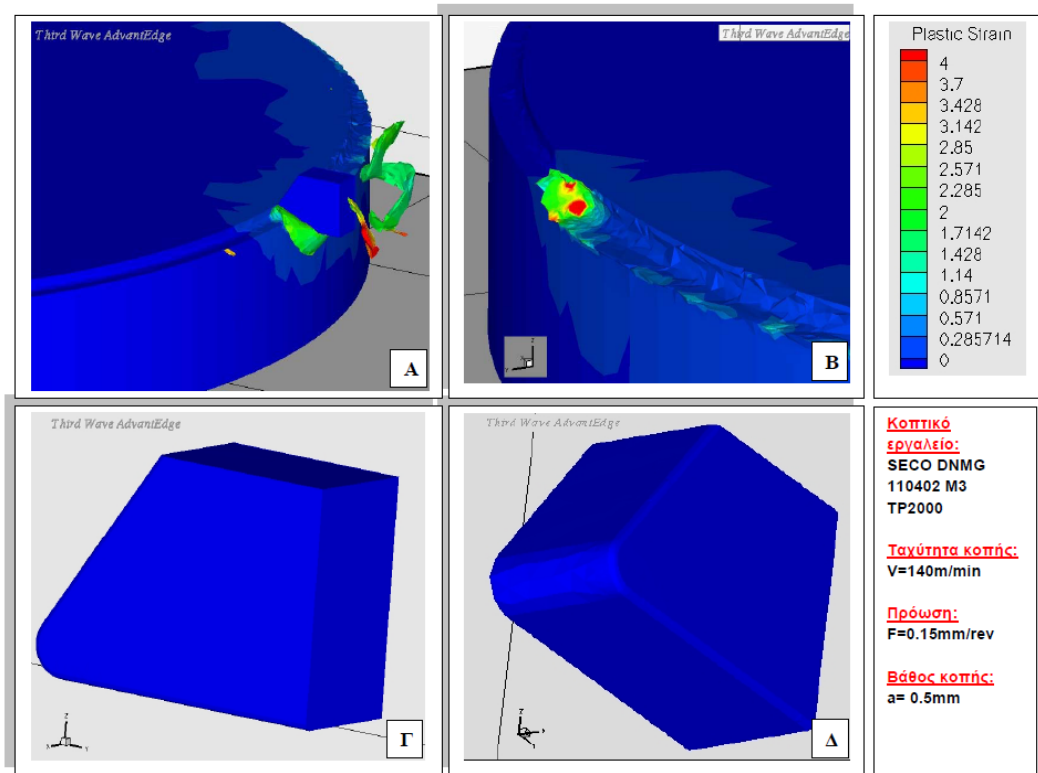 Third Wave AdvantEdge
A
Third Wave AdvantEdge
Z
X
Y
B
Plastic Strain
4
3.7
3.428
3.142
2.85
2.571
2.285
2
1.7142
1.428
1.14
0.8571
0.571
0.285714
0
Third Wave AdvantEdge
Z
X
Y
Γ
Third Wave AdvantEdge
Z
Δ
Κοπτικό
εργαλείο:
SECO DNMG
110402 M3
TP2000
Ταχύτητα κοπής:
V=140m/min
Πρόωση:
F=0.15mm/rev
Βάθος κοπής:
a= 0.5mm